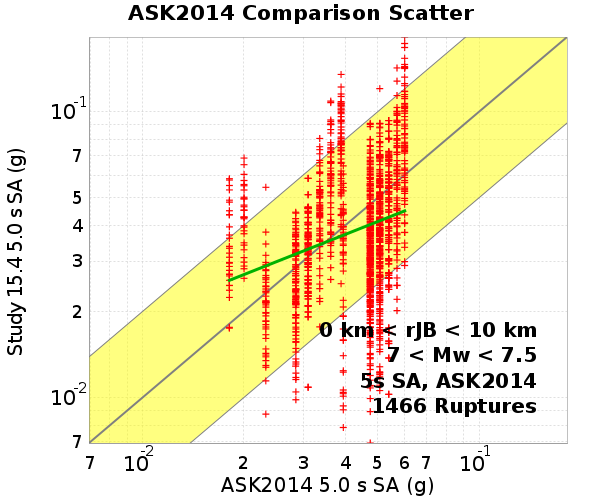 ASK2014 Comparison Scatter
Study 15.4 5.0 s SA (g)
10-1
7
5
4
3
2
10-2
7
0 km < rJB < 10 km
7 < Mw < 7.5
5s SA, ASK2014
1466 Ruptures
7 10-2 2 3 4 5 6 7 10-1
ASK2014 5.0 s SA (g)